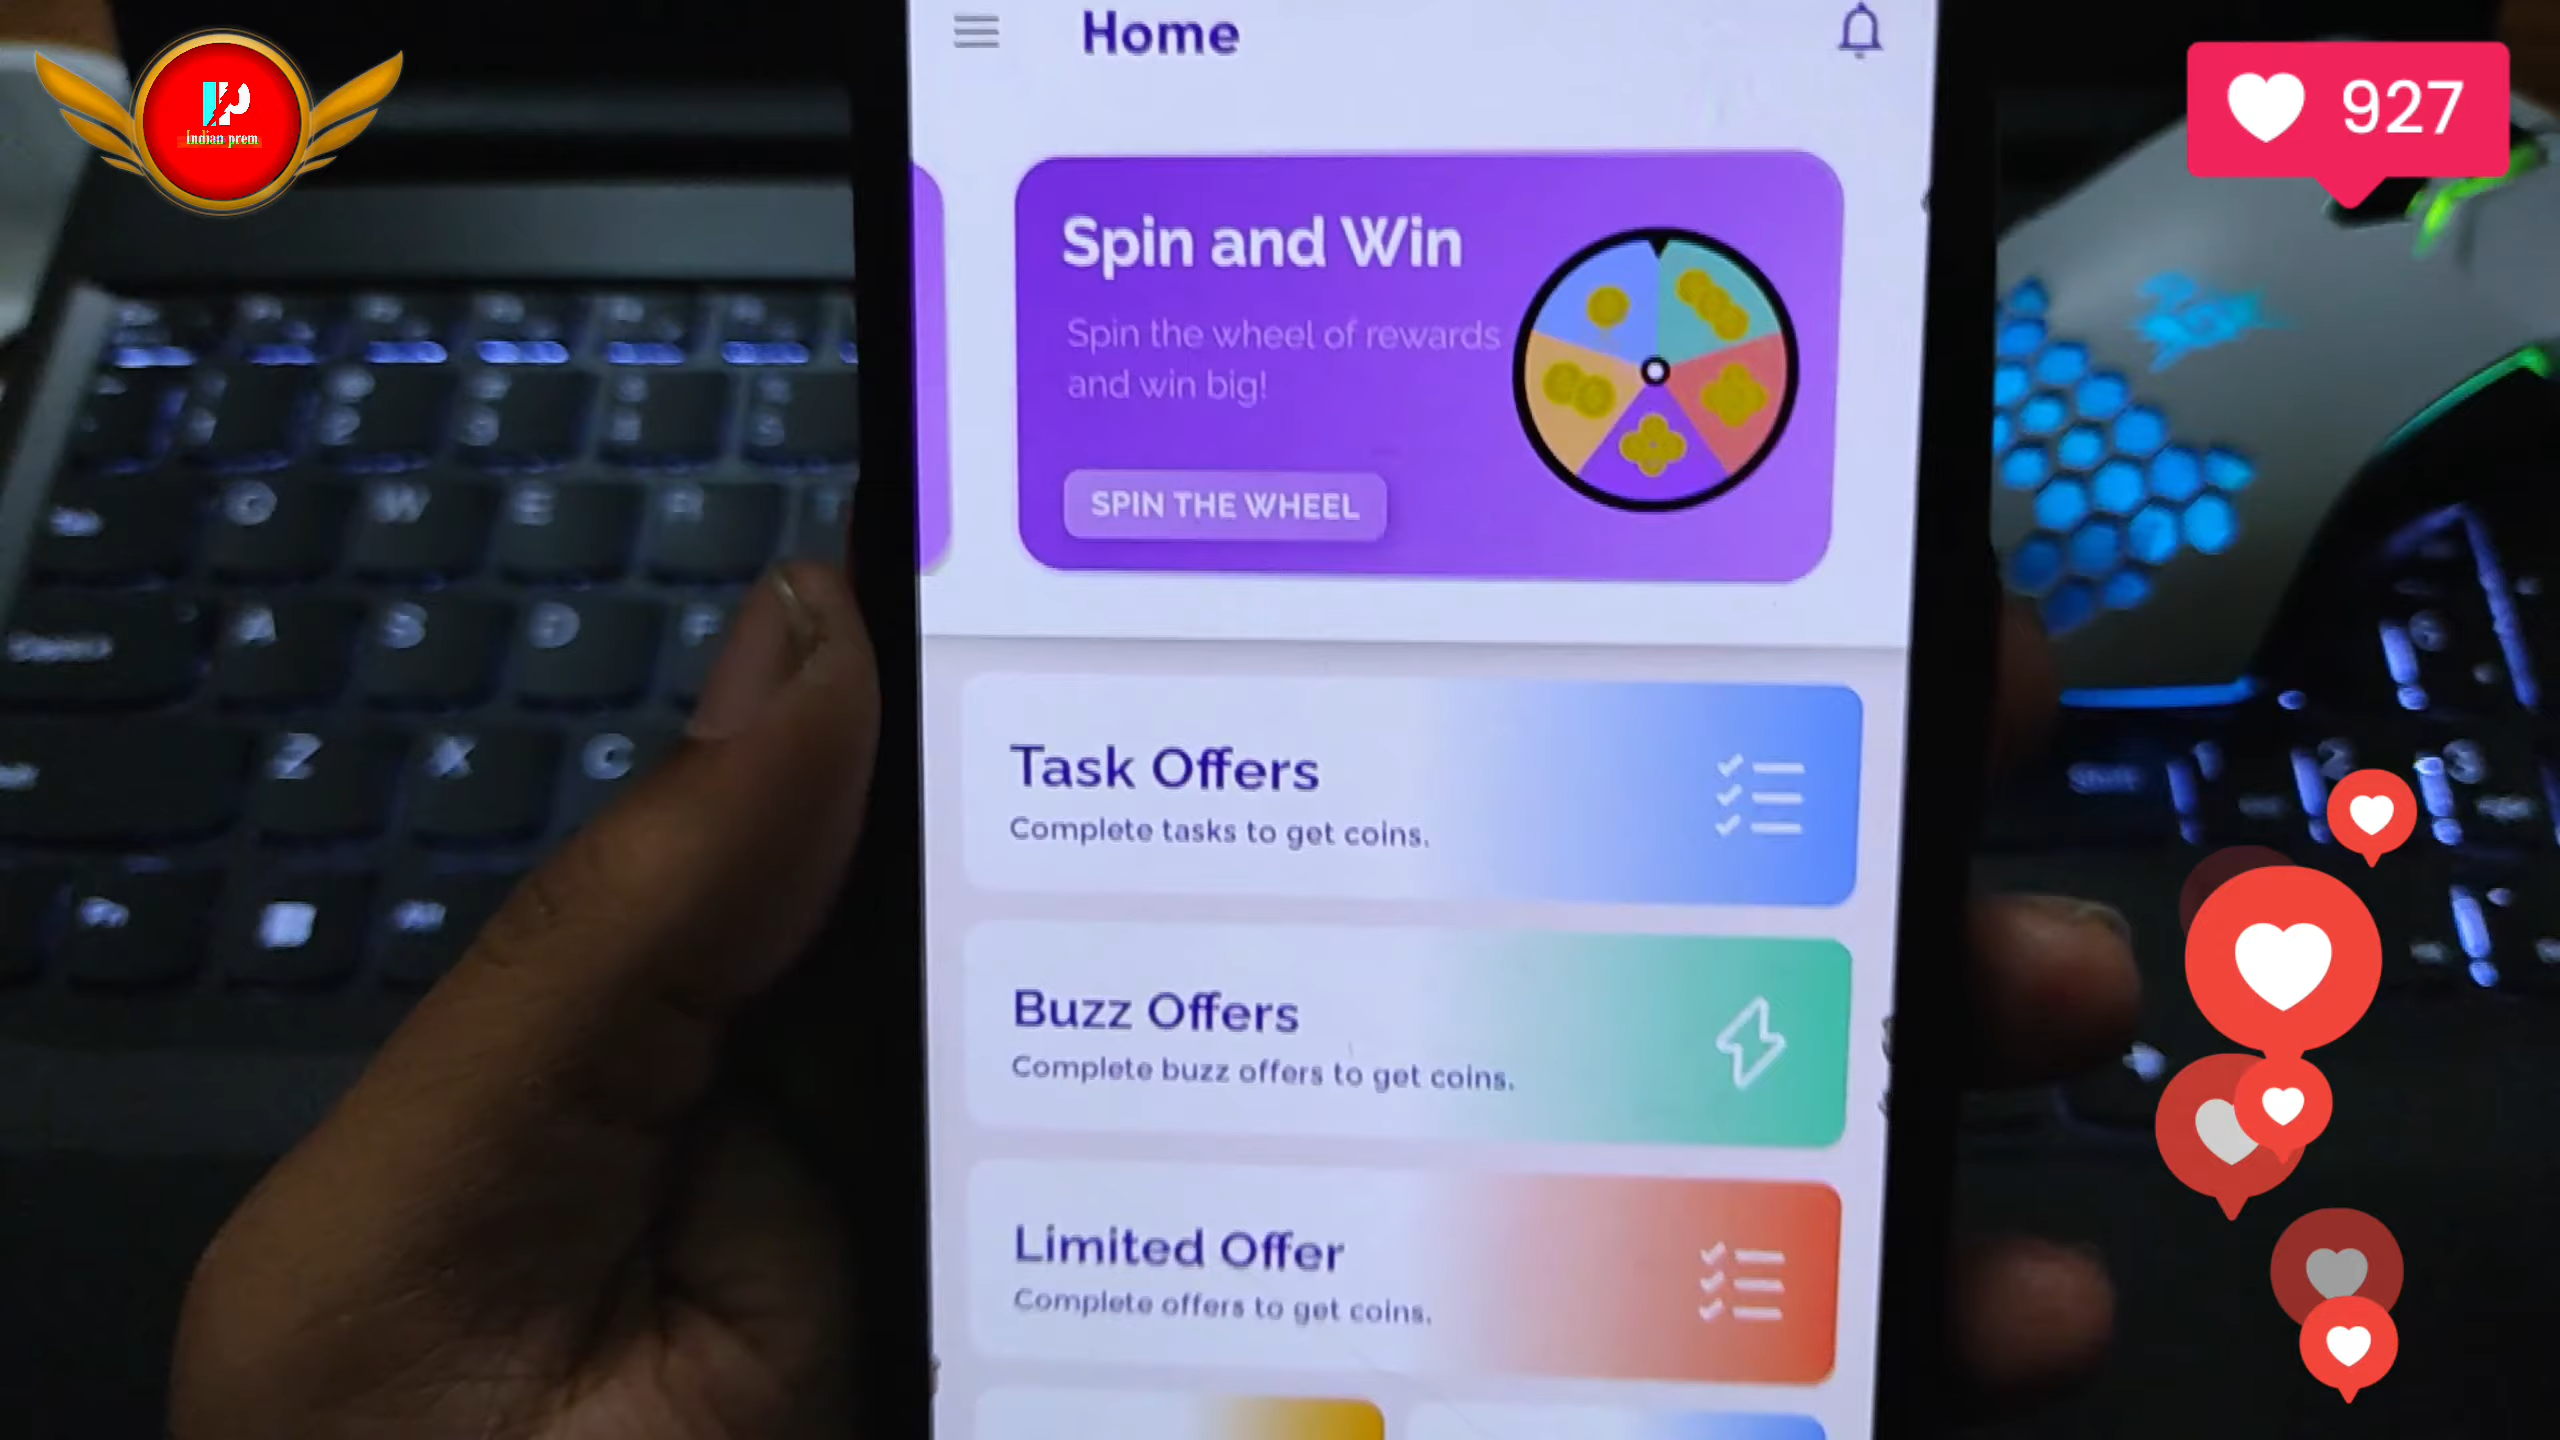 Home
Indian prem
927
Spin and Win
Spin the wheel of rewards
and win big!
SPIN THE WHEEL
Task Offers
Complete tasks to get coins.
Buzz Offers
Complete buzz offers to get coins.
Limited Offer
Complete offers to get coins.
Q W E R T
A S D F
Z X C
Fn